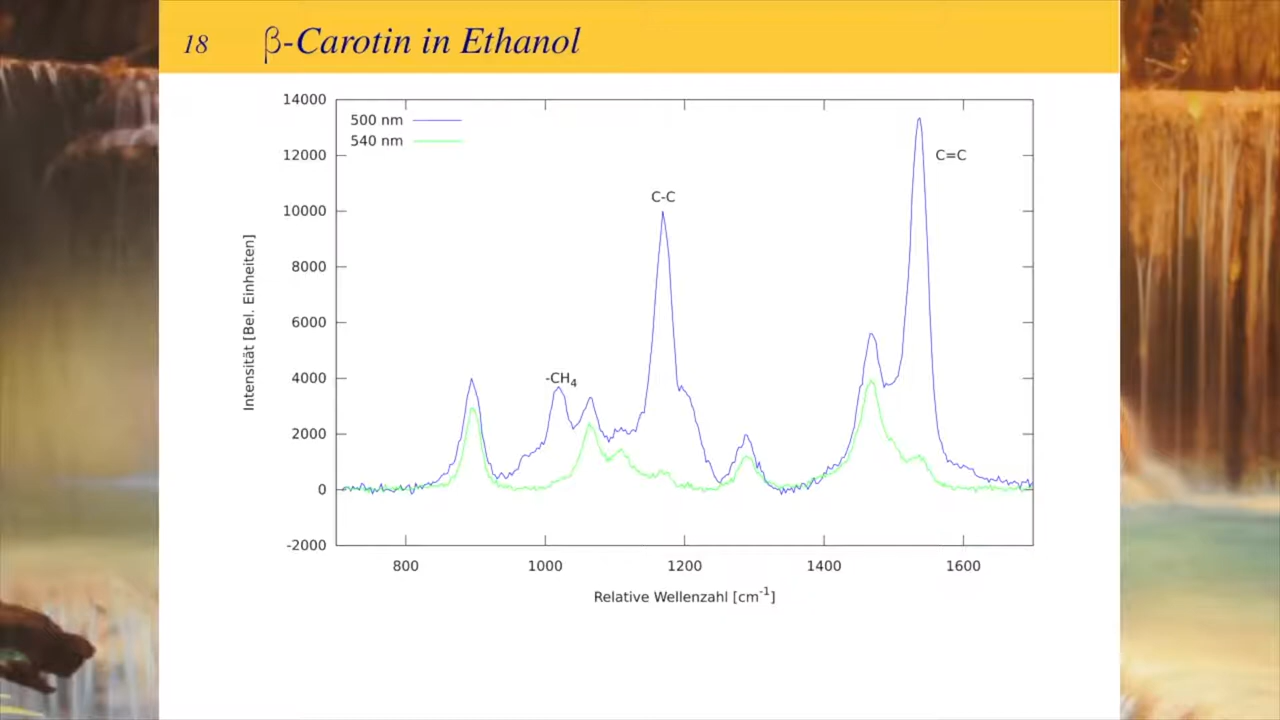 18 β-Carotin in Ethanol
14000
12000
10000
8000
6000
4000
2000
0
-2000
500 nm
540 nm
C=C
C-C
-CH₄
Intensität [Bel. Einheiten]
800 1000 1200 1400 1600
Relative Wellenzahl [cm⁻¹]